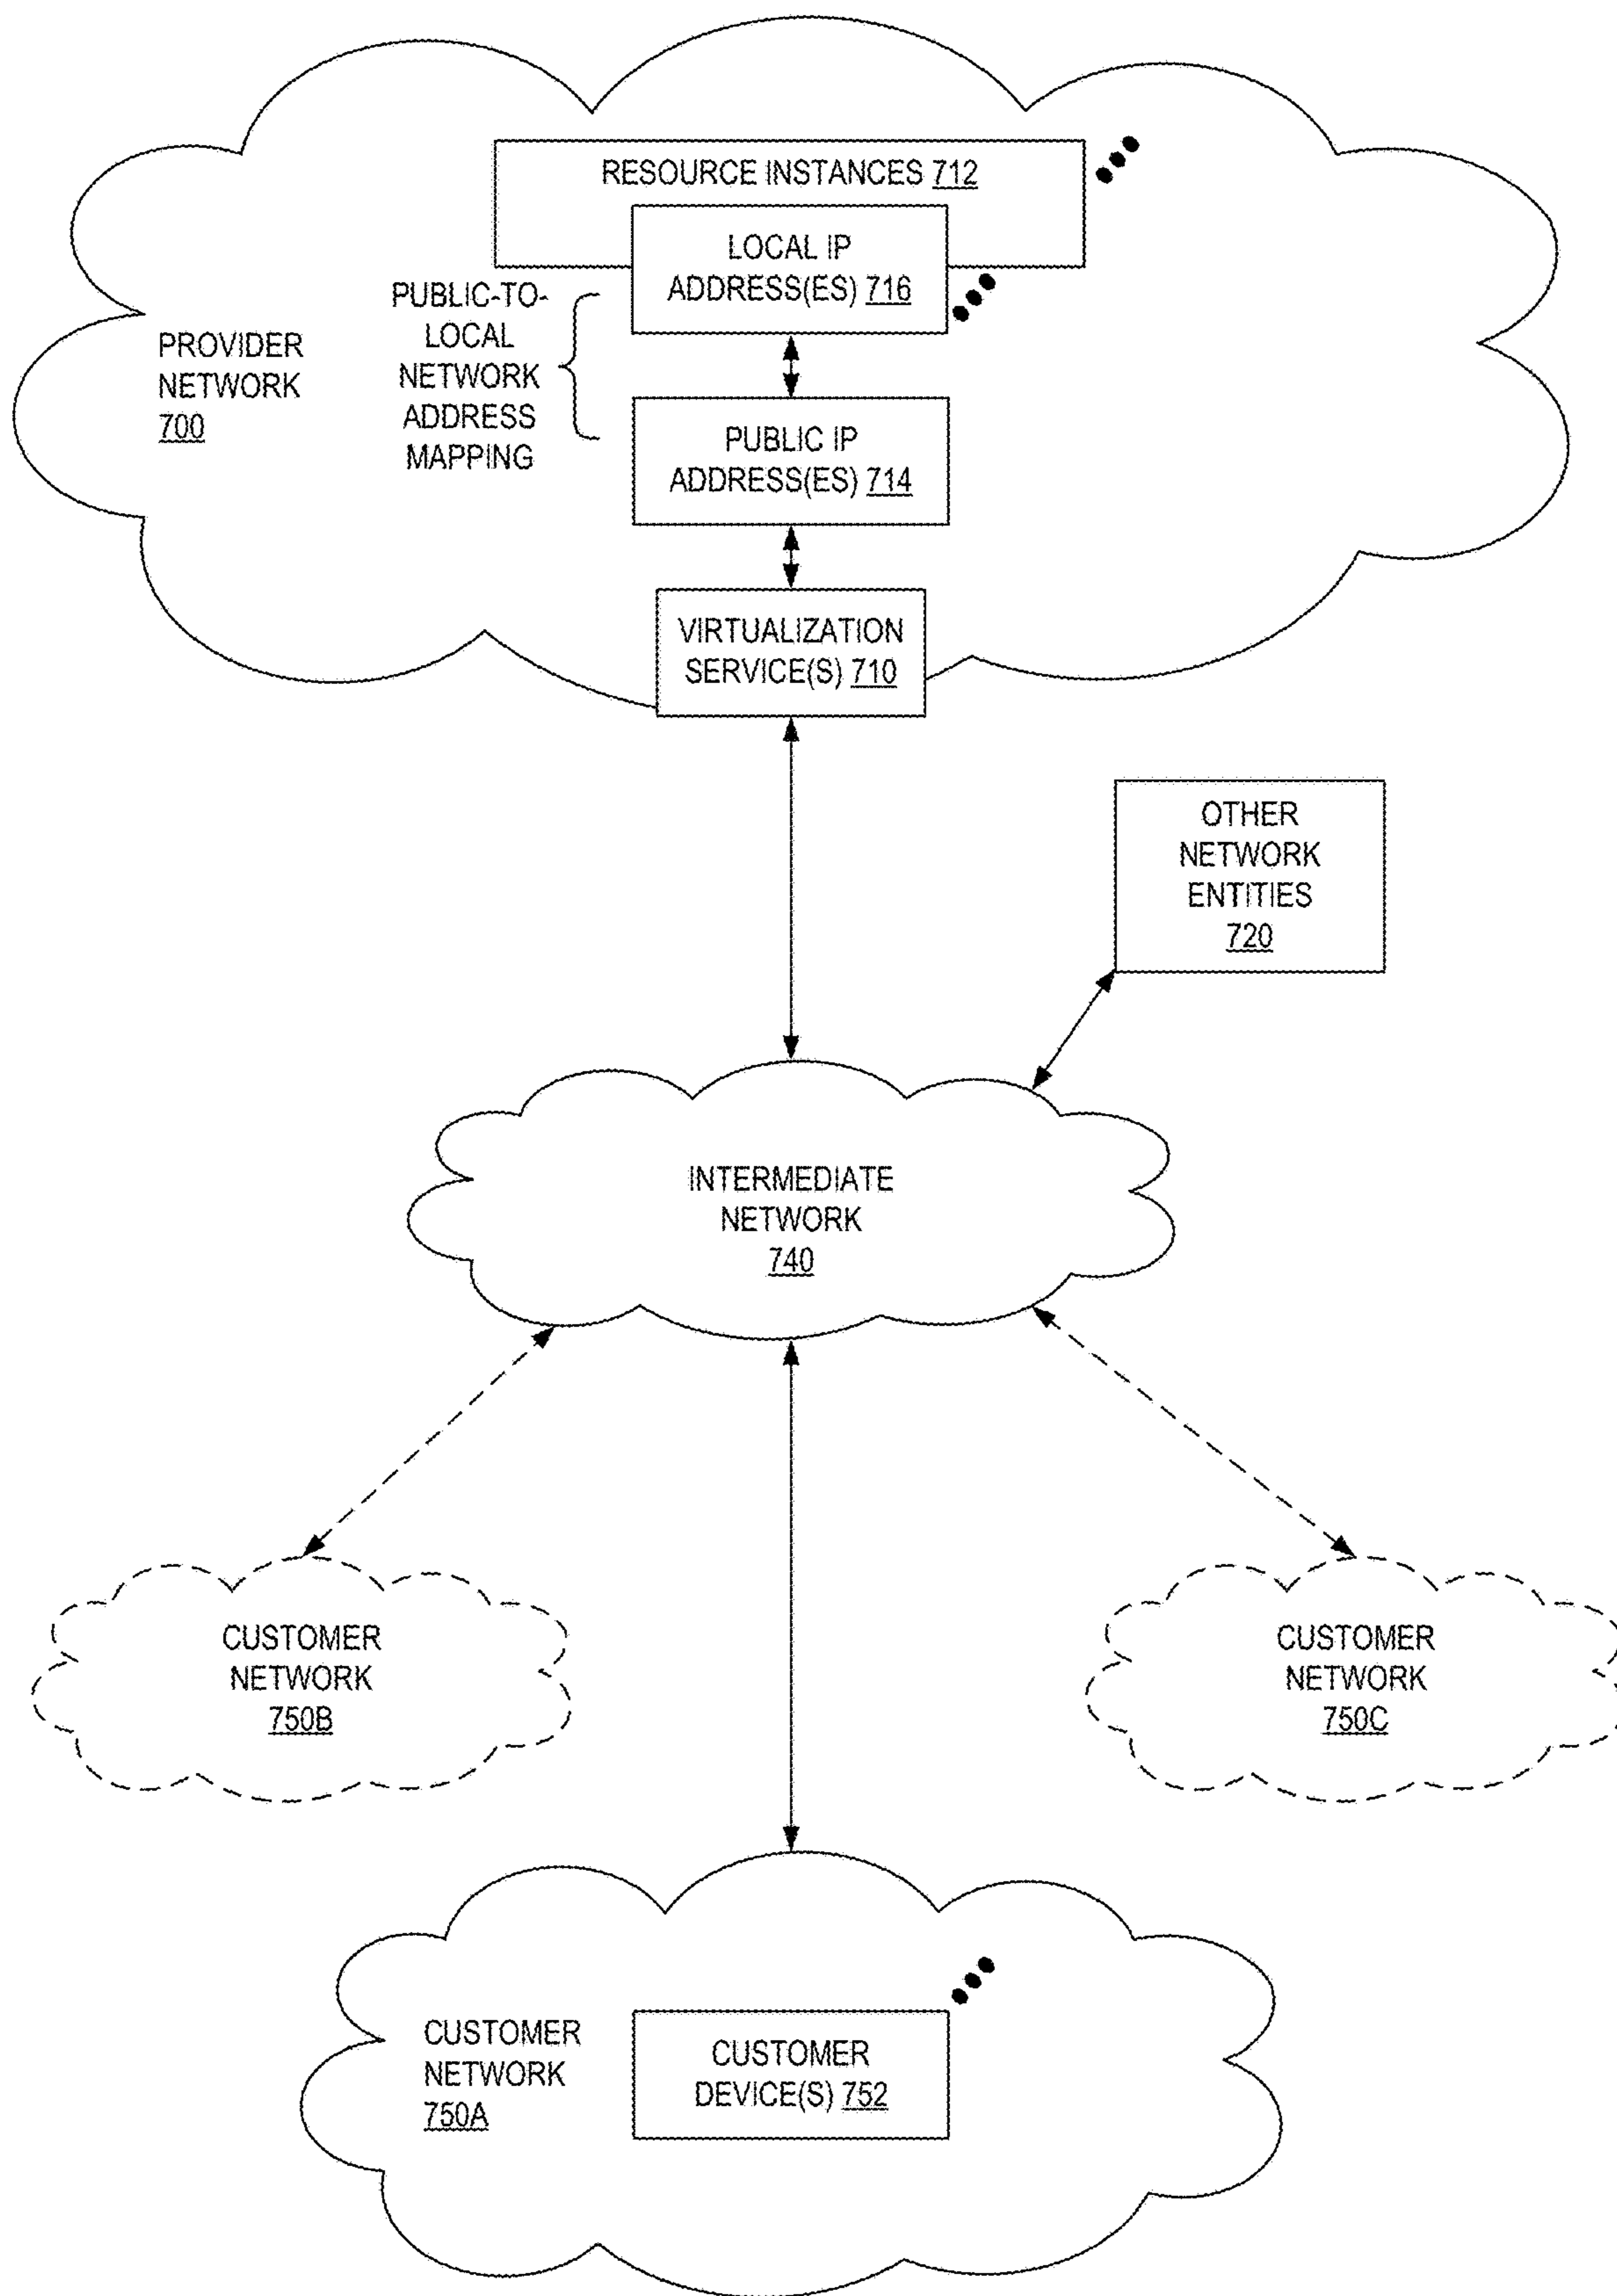 RESOURCE INSTANCES 712
LOCAL IP
ADDRESS(ES) 716
PUBLIC-TO-
LOCAL
NETWORK
ADDRESS
MAPPING
PROVIDER
NETWORK
700
PUBLIC IP
ADDRESS(ES) 714
VIRTUALIZATION
SERVICE(S) 710
OTHER
NETWORK
ENTITIES
720
INTERMEDIATE
NETWORK
740
CUSTOMER
NETWORK
750B
CUSTOMER
NETWORK
750C
CUSTOMER
NETWORK
750A
CUSTOMER
DEVICE(S) 752